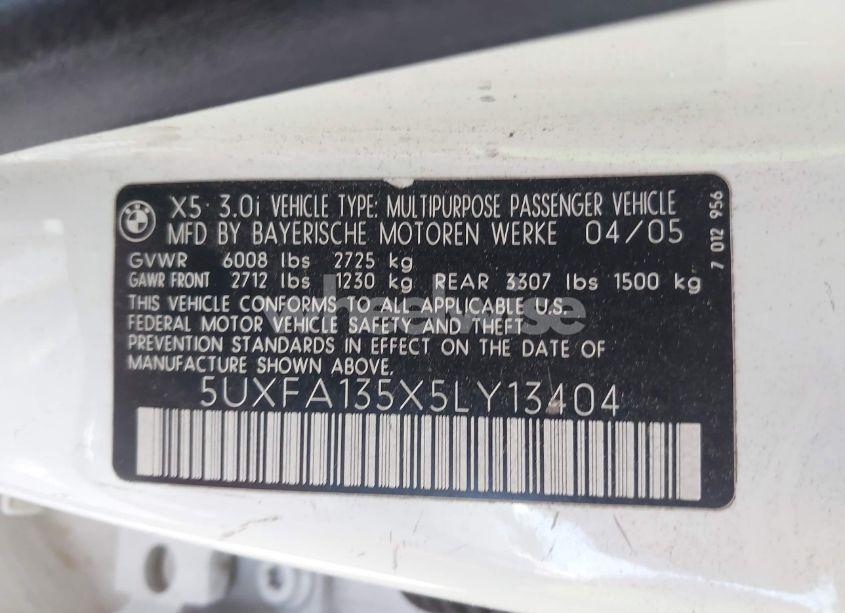 X5 3.0i VEHICLE TYPE: MULTIPURPOSE PASSENGER VEHICLE
MFD BY BAYERISCHE MOTOREN WERKE 04/05
GVWR 6008 lbs 2725 kg
GAWR FRONT 2712 lbs 1230 kg REAR 3307 lbs 1500 kg
THIS VEHICLE CONFORMS TO ALL APPLICABLE U.S.
FEDERAL MOTOR VEHICLE SAFETY AND THEFT
PREVENTION STANDARDS IN EFFECT ON THE DATE OF
MANUFACTURE SHOWN ABOVE.
5UXFA135X5LY13404
7 012 956
wheelwise